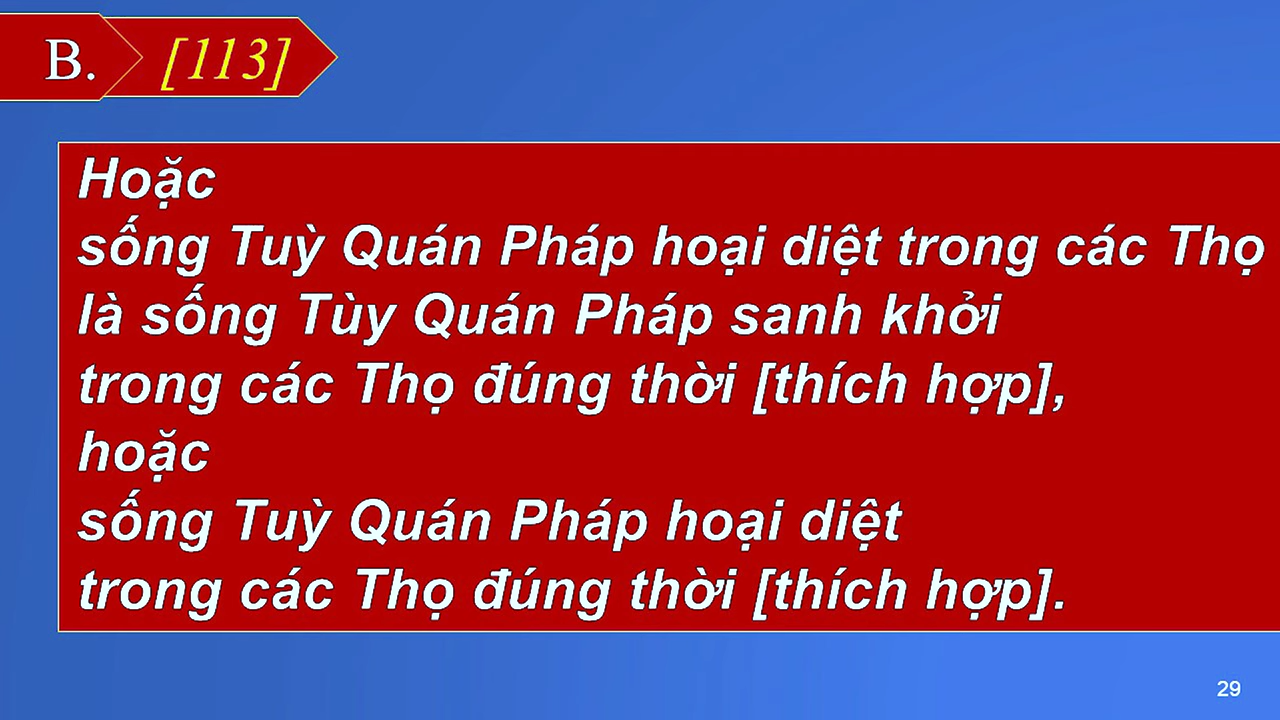 B. [113]
Hoặc
sống Tuỳ Quán Pháp hoại diệt trong các Thọ
là sống Tùy Quán Pháp sanh khởi
trong các Thọ đúng thời [thích hợp],
hoặc
sống Tuỳ Quán Pháp hoại diệt
trong các Thọ đúng thời [thích hợp].
29